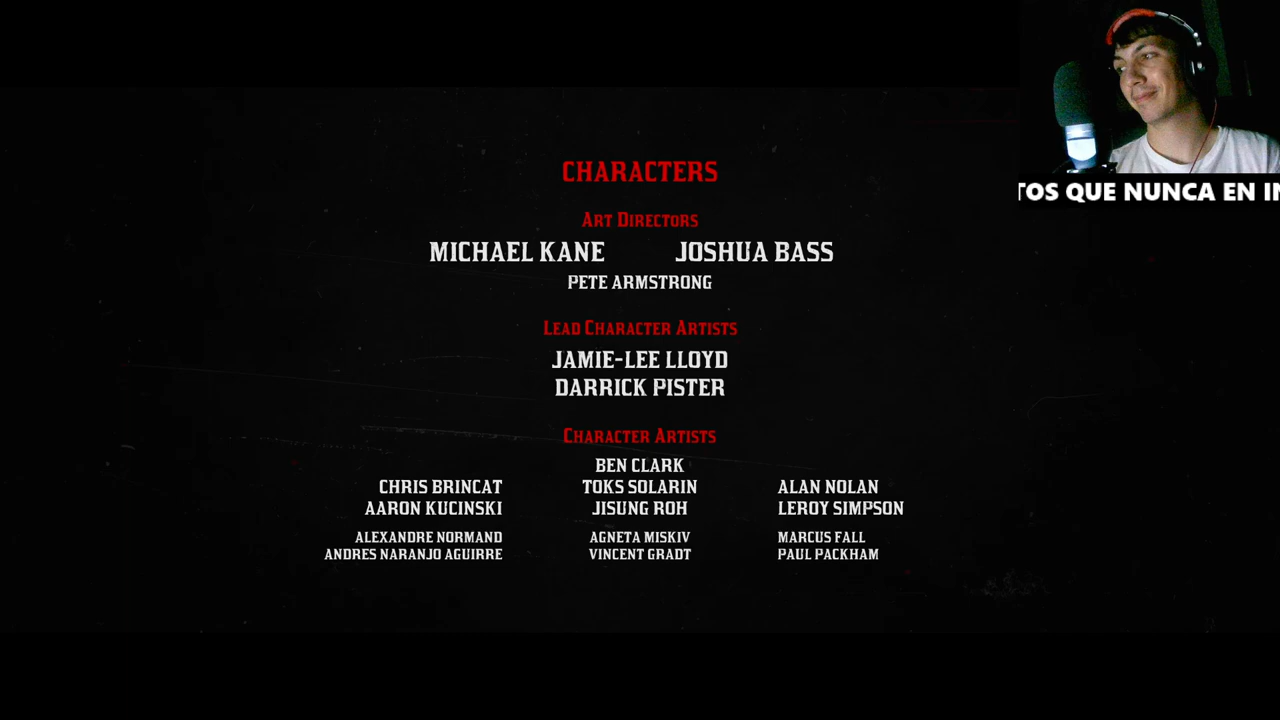 CHARACTERS
ART DIRECTORS
MICHAEL KANE JOSHUA BASS
PETE ARMSTRONG
LEAD CHARACTER ARTISTS
JAMIE-LEE LLOYD
DARRICK PISTER
CHARACTER ARTISTS
BEN CLARK
CHRIS BRINCAT TOKS SOLARIN ALAN NOLAN
AARON KUCINSKI JISUNG ROH LEROY SIMPSON
ALEXANDRE NORMAND AGNETA MISKIV MARCUS FALL
ANDRES NARANJO AGUIRRE VINCENT GRADT PAUL PACKHAM
TOS QUE NUNCA EN IN